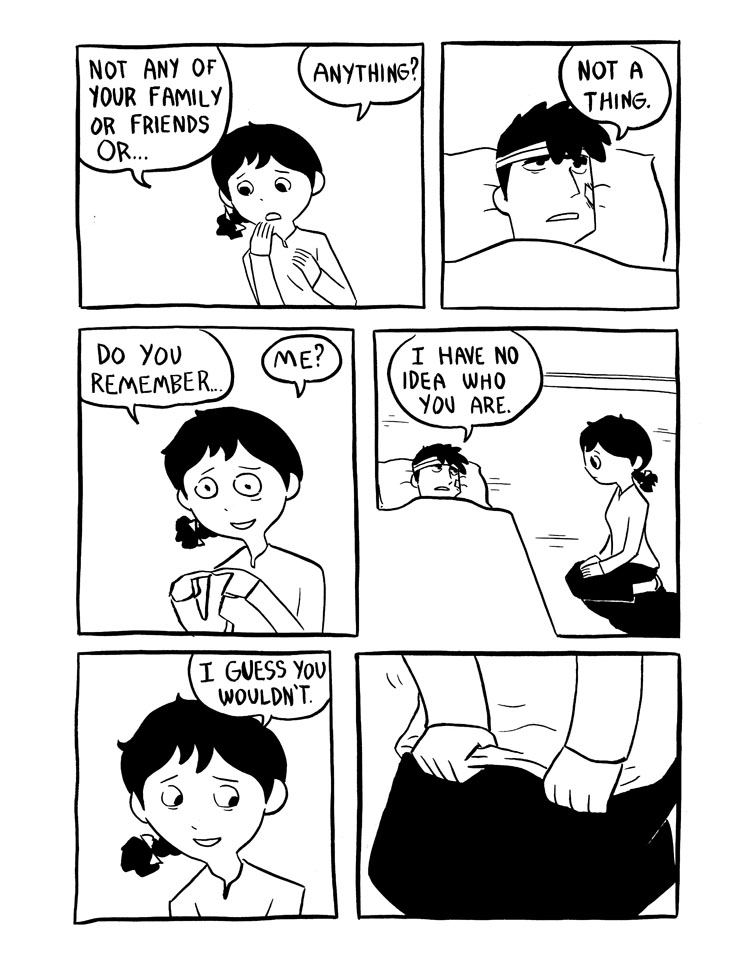 NOT ANY OF
YOUR FAMILY
OR FRIENDS
OR...
ANYTHING?
NOT A
THING.
DO YOU
REMEMBER...
ME?
I HAVE NO
IDEA WHO
YOU ARE.
I GUESS YOU
WOULDN'T.